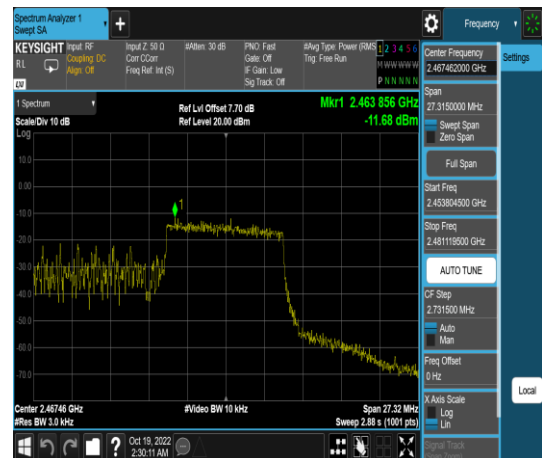 Spectrum Analyzer 1
Swept SA
+
Frequency
KEYSIGHT
RL
Input: RF
Coupling: DC
Align: Off
Input Z: 50 Ω
Corr CCorr
Freq Ref: Int (S)
#Atten: 30 dB
PNO: Fast
Gate: Off
IF Gain: Low
Sig Track: Off
#Avg Type: Power (RMS
Trig: Free Run
1 2 3 4 5 6
M W W W W W
P N N N N N
LXI
1 Spectrum
Scale/Div 10 dB
Log
Ref Lvl Offset 7.70 dB
Ref Level 20.00 dBm
Mkr1 2.463 856 GHz
-11.68 dBm
1
10.0
0.00
-10.0
-20.0
-30.0
-40.0
-50.0
-60.0
-70.0
Center 2.46746 GHz
#Res BW 3.0 kHz
#Video BW 10 kHz
Span 27.32 MHz
Sweep 2.88 s (1001 pts)
Oct 19, 2022
2:30:11 AM
?
Center Frequency
2.467462000 GHz
Settings
Span
27.3150000 MHz
Swept Span
Zero Span
Full Span
Start Freq
2.453804500 GHz
Stop Freq
2.481119500 GHz
AUTO TUNE
CF Step
2.731500 MHz
Auto
Man
Freq Offset
0 Hz
X Axis Scale
Log
Lin
Local
Signal Track